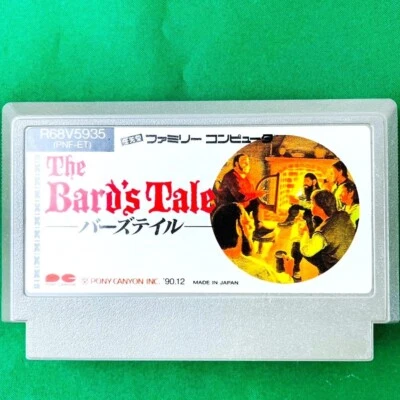 R68V5935
(PNF-ET)
ファミリー コンピュータ
The
Bard's Tale
バーズテイル
PONY CANYON INC. '90.12 MADE IN JAPAN